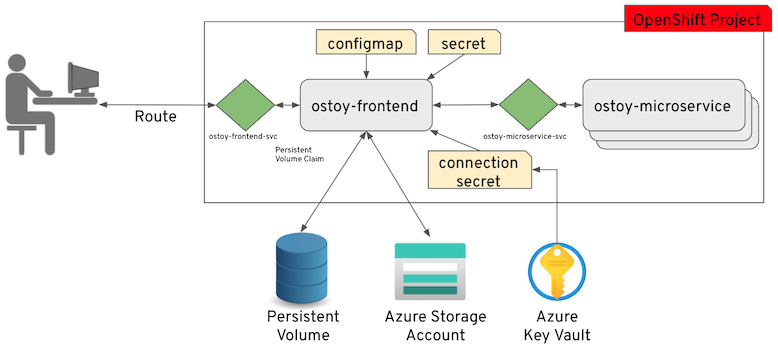 OpenShift Project
configmap
secret
ostoy-frontend
ostoy-microservice
Route
ostoy-frontend-svc
ostoy-microservice-svc
Persistent
Volume Claim
connection
secret
Persistent
Volume
Azure Storage
Account
Azure
Key Vault